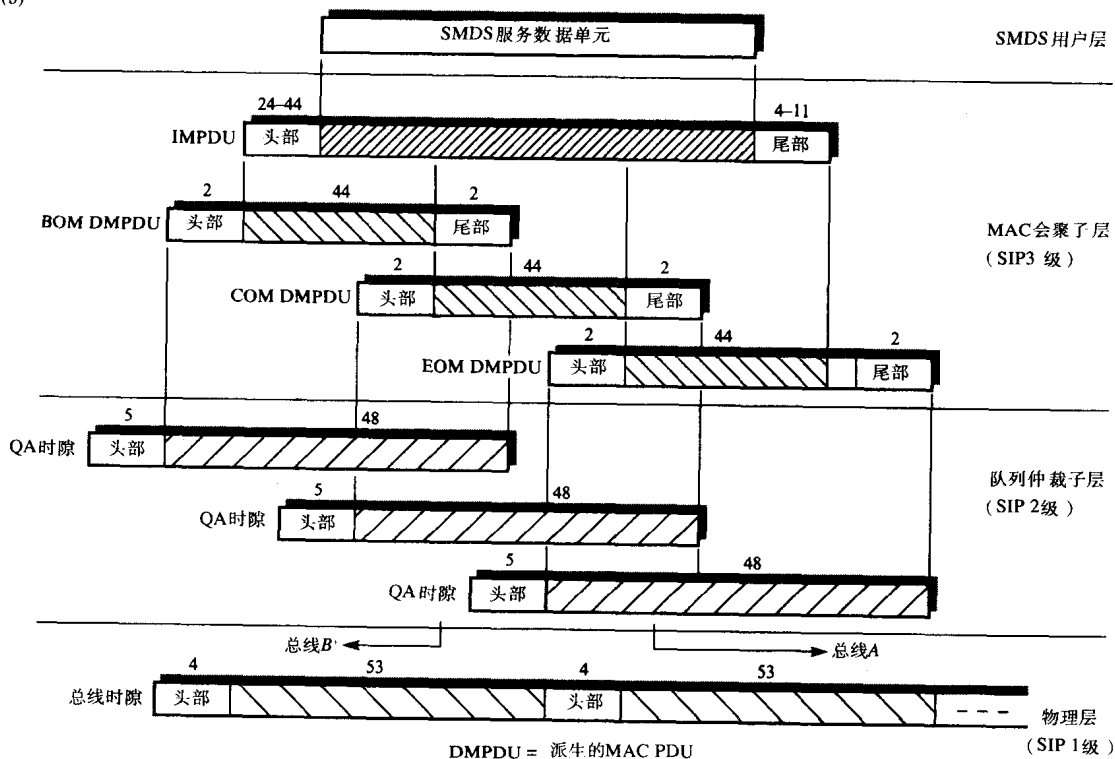 SMDS服务数据单元
SMDS用户层
24–44
4–11
IMPDU
头部
尾部
2
44
2
BOM DMPDU
头部
尾部
MAC会聚了层
(SIP3 级)
2
44
2
COM DMPDU
头部
尾部
2
44
2
EOM DMPDU
头部
尾部
5
48
QA时隙
头部
队列仲裁子层
(SIP 2级)
5
48
QA时隙
头部
5
48
QA时隙
头部
总线B
总线A
4
53
4
53
总线时隙
头部
头部
物理层
(SIP 1级)
DMPDU = 派生的MAC PDU